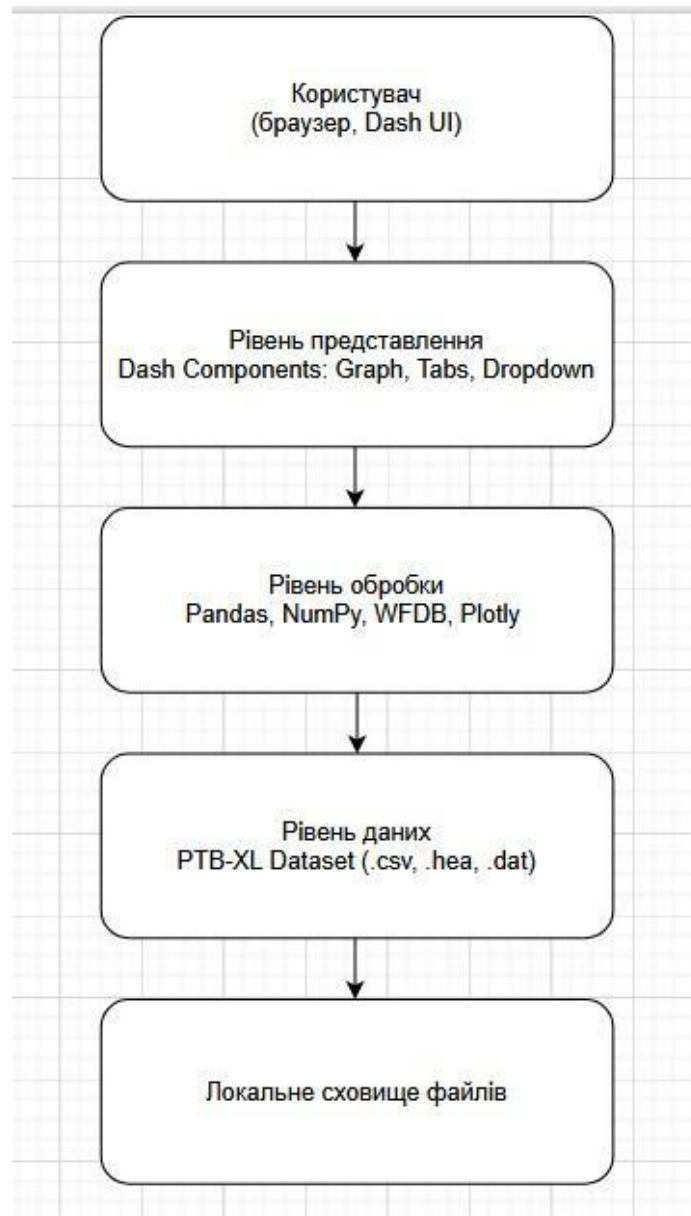 Користувач
(браузер, Dash UI)
Рівень представлення
Dash Components: Graph, Tabs, Dropdown
Рівень обробки
Pandas, NumPy, WFDB, Plotly
Рівень даних
PTB-XL Dataset (.csv, .hea, .dat)
Локальне сховище файлів